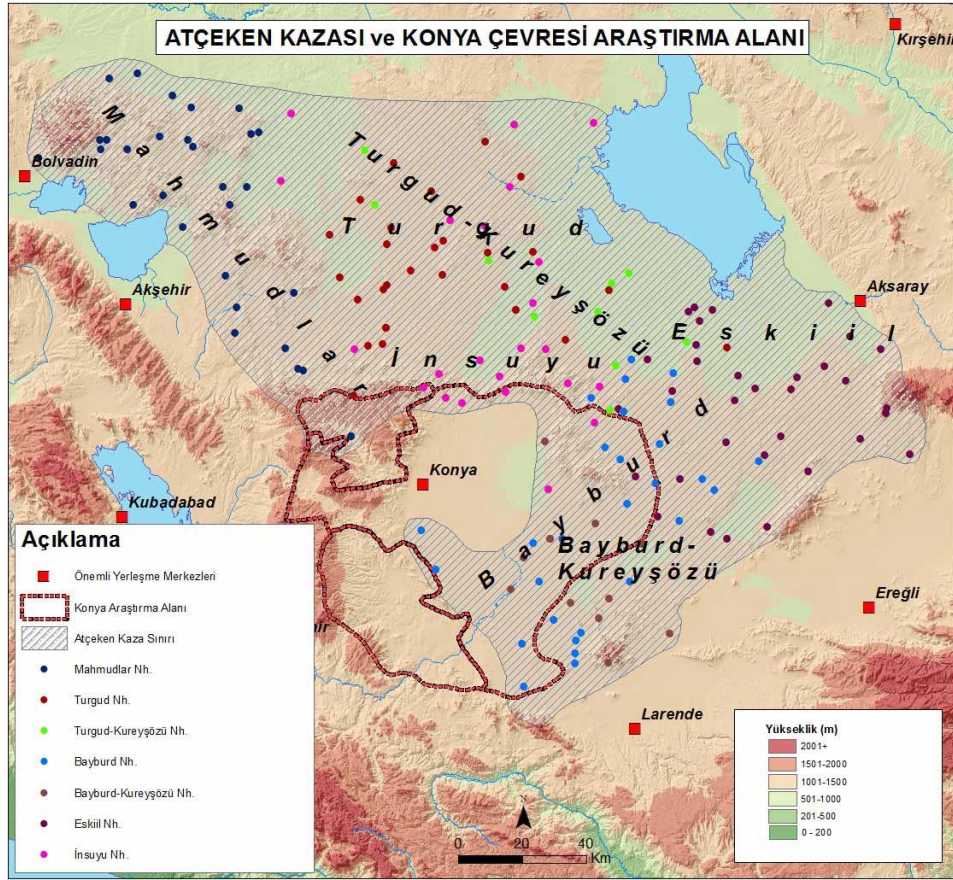 ATÇEKEN KAZASI ve KONYA ÇEVRESİ ARAŞTIRMA ALANI
Kırşehir
Bolvadin
Mahmudlar
Turgud-Kureyşözü
Turgud
Akşehir
Aksaray
Eskiil
İnsuyu
Konya
Kubadabad
Bayburd
Bayburd-
Kureyşözü
Ereğli
Larende
Açıklama
Önemli Yerleşme Merkezleri
Konya Araştırma Alanı
Atçeken Kaza Sınırı
Mahmudlar Nh.
Turgud Nh.
Turgud-Kureyşözü Nh.
Bayburd Nh.
Bayburd-Kureyşözü Nh.
Eskiil Nh.
İnsuyu Nh.
Yükseklik (m)
2001+
1501-2000
1001-1500
501-1000
201-500
0 - 200
N
0 20 40
Km